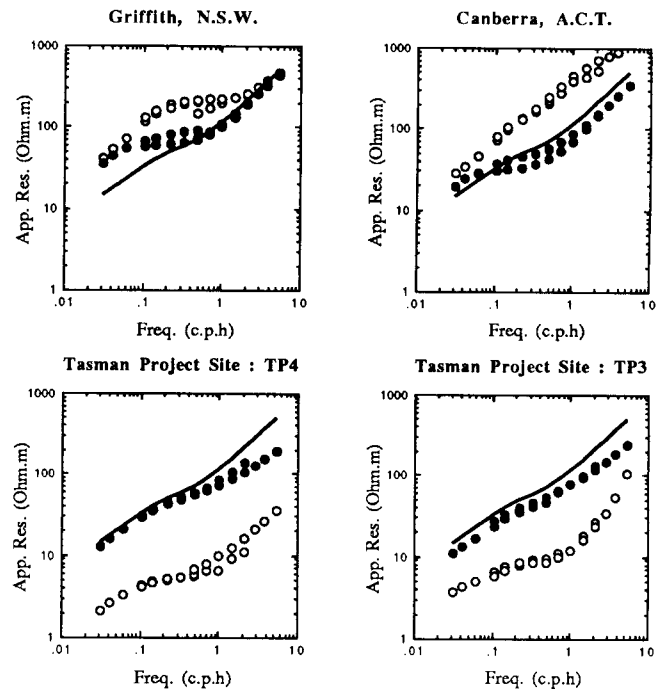 Griffith, N.S.W.
Canberra, A.C.T.
1000
100
10
1
App. Res. (Ohm.m)
.01
.1
1
10
Freq. (c.p.h)
1000
100
10
1
App. Res. (Ohm.m)
.01
.1
1
10
Freq. (c.p.h)
Tasman Project Site : TP4
Tasman Project Site : TP3
1000
100
10
1
App. Res. (Ohm.m)
.01
.1
1
10
Freq. (c.p.h)
1000
100
10
1
App. Res. (Ohm.m)
.01
.1
1
10
Freq. (c.p.h)